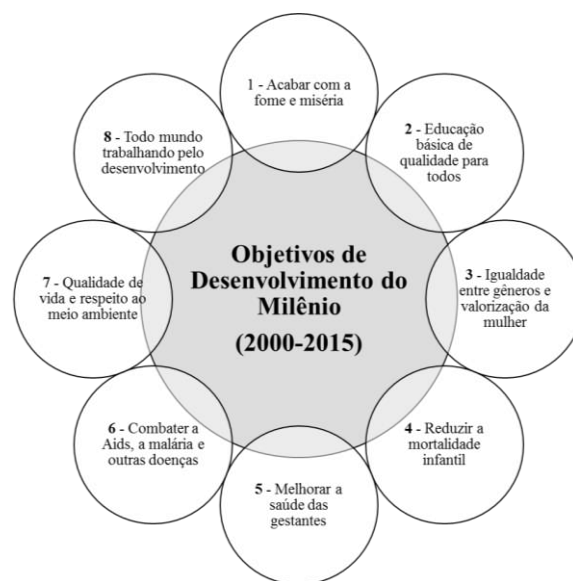 1 - Acabar com a
fome e miséria
2 - Educação
básica de
qualidade para
todos
3 - Igualdade
entre gêneros e
valorização da
mulher
4 - Reduzir a
mortalidade
infantil
5 - Melhorar a
saúde das
gestantes
6 - Combater a
Aids, a malária e
outras doenças
7 - Qualidade de
vida e respeito ao
meio ambiente
8 - Todo mundo
trabalhando pelo
desenvolvimento
Objetivos de
Desenvolvimento do
Milênio
(2000-2015)